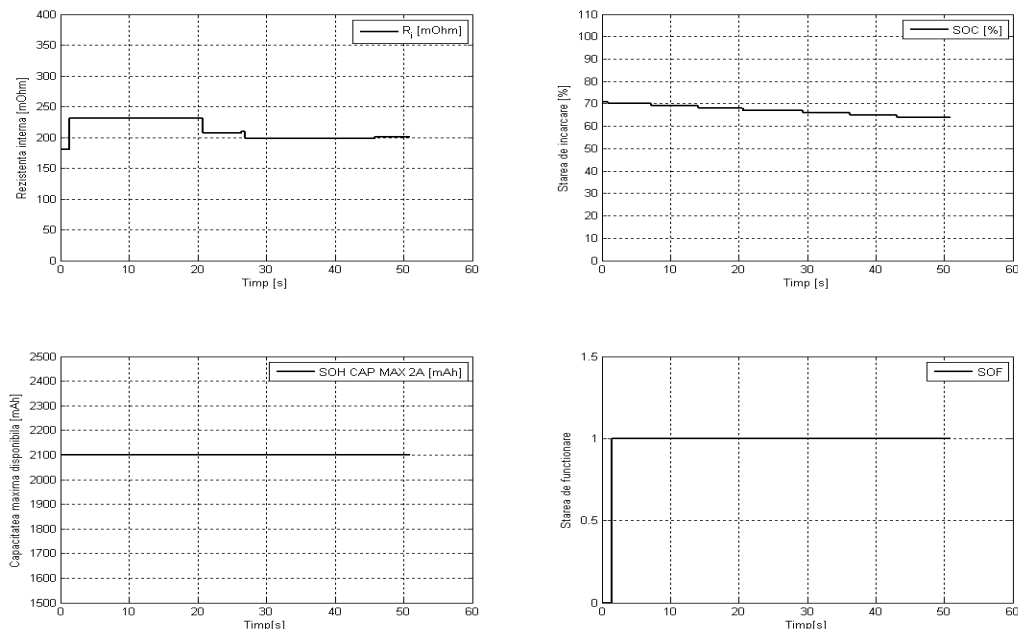 Rezistenta interna [mOhm]
400
350
300
250
200
150
100
50
0
R_i [mOhm]
0 10 20 30 40 50 60
Timp [s]
Starea de incarcare [%]
110
100
90
80
70
60
50
40
30
20
10
0
SOC [%]
0 10 20 30 40 50 60
Timp [s]
Capacitatea maxima disponibila [mAh]
2500
2400
2300
2200
2100
2000
1900
1800
1700
1600
1500
SOH CAP MAX 2A [mAh]
0 10 20 30 40 50 60
Timp[s]
Starea de functionare
1.5
1
0.5
0
SOF
0 10 20 30 40 50 60
Timp[s]